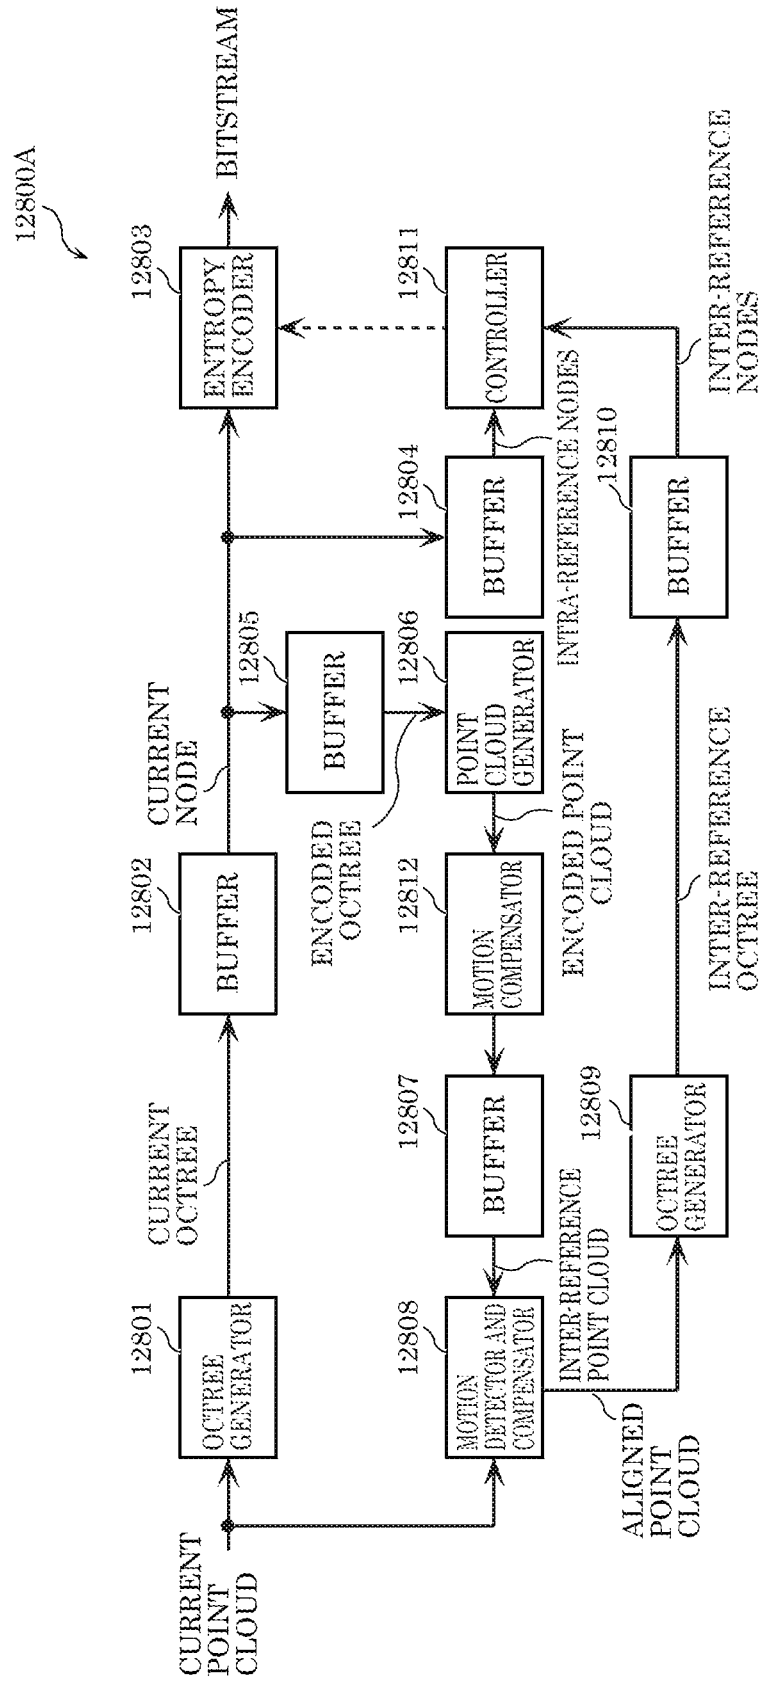 12800A
CURRENT
POINT
CLOUD
12801
OCTREE
GENERATOR
CURRENT
OCTREE
12802
BUFFER
CURRENT
NODE
12803
ENTROPY
ENCODER
BITSTREAM
12805
BUFFER
ENCODED
OCTREE
12808
MOTION
DETECTOR AND
COMPENSATOR
INTER-REFERENCE
POINT CLOUD
12807
BUFFER
12812
MOTION
COMPENSATOR
ENCODED POINT
CLOUD
12806
POINT
CLOUD
GENERATOR
12804
BUFFER
INTRA-REFERENCE NODES
12811
CONTROLLER
ALIGNED
POINT
CLOUD
12809
OCTREE
GENERATOR
INTER-REFERENCE
OCTREE
12810
BUFFER
INTER-REFERENCE
NODES